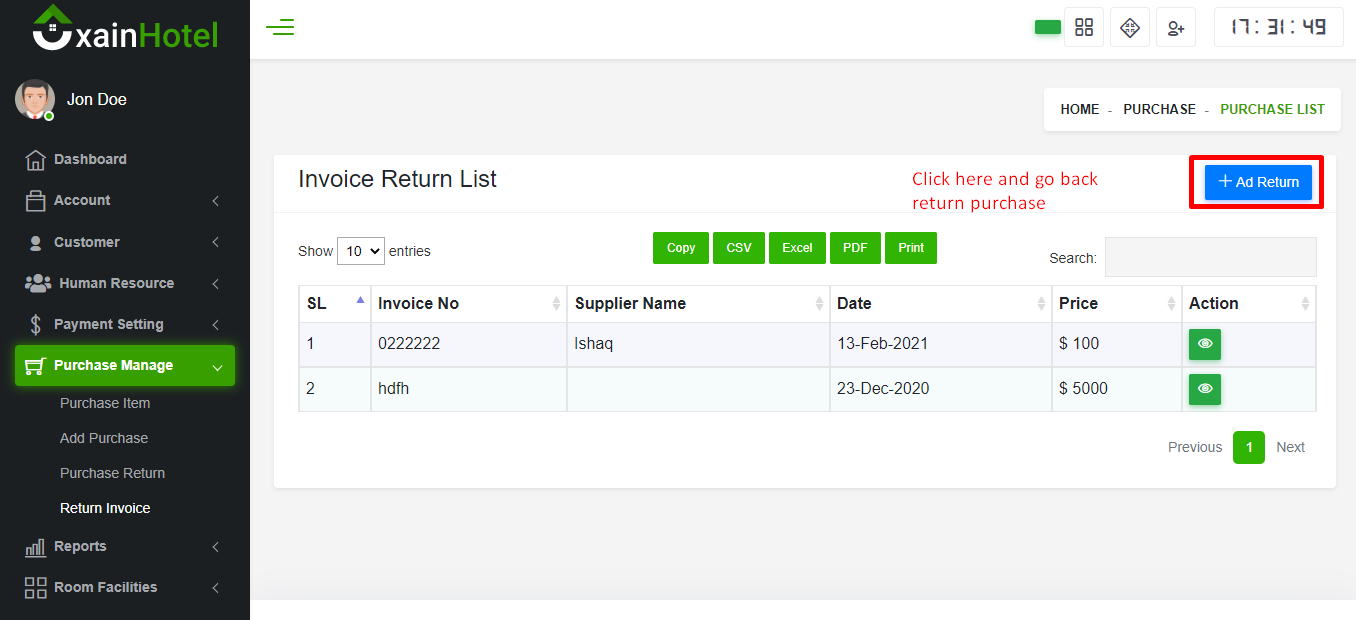 xainHotel
17:31:49
Jon Doe
Dashboard
Account
Customer
Human Resource
Payment Setting
Purchase Manage
Purchase Item
Add Purchase
Purchase Return
Return Invoice
Reports
Room Facilities
HOME - PURCHASE - PURCHASE LIST
Invoice Return List
Click here and go back
return purchase
+ Ad Return
Show 10 entries
Copy CSV Excel PDF Print
Search:
SL Invoice No Supplier Name Date Price Action
1 0222222 Ishaq 13-Feb-2021 $ 100
2 hdfh 23-Dec-2020 $ 5000
Previous 1 Next